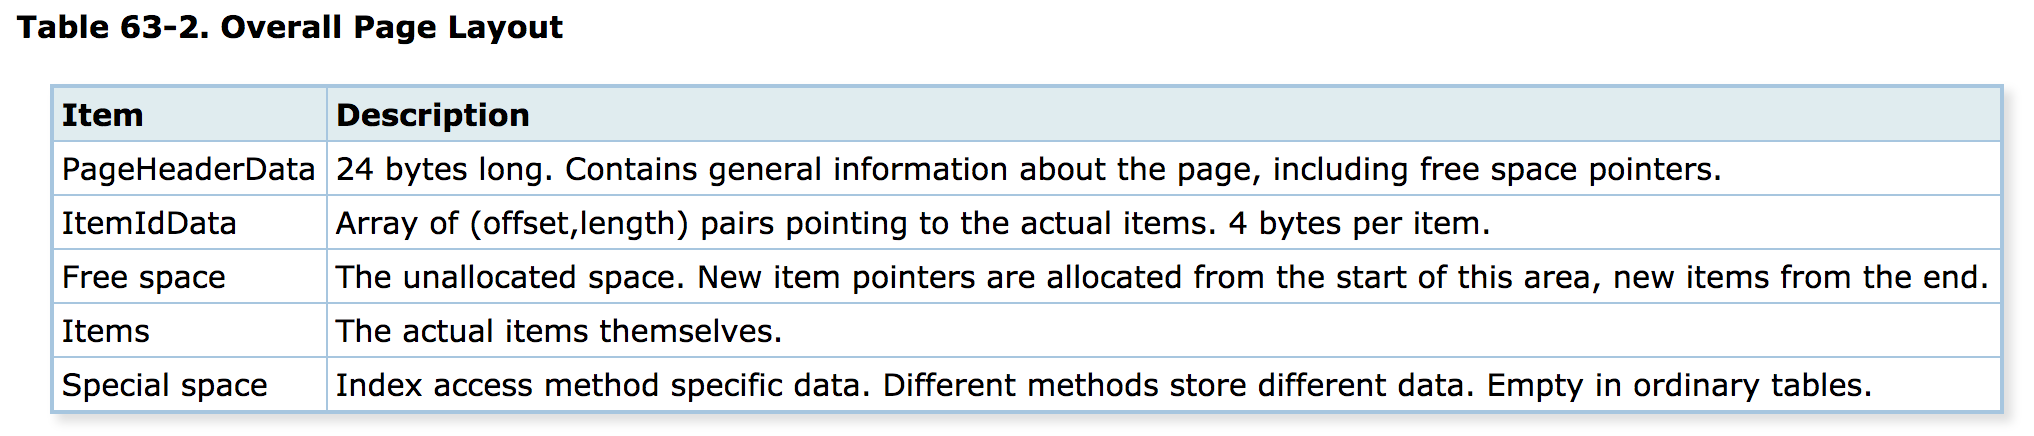 Table 63-2. Overall Page Layout
Item Description
PageHeaderData 24 bytes long. Contains general information about the page, including free space pointers.
ItemIdData Array of (offset,length) pairs pointing to the actual items. 4 bytes per item.
Free space The unallocated space. New item pointers are allocated from the start of this area, new items from the end.
Items The actual items themselves.
Special space Index access method specific data. Different methods store different data. Empty in ordinary tables.